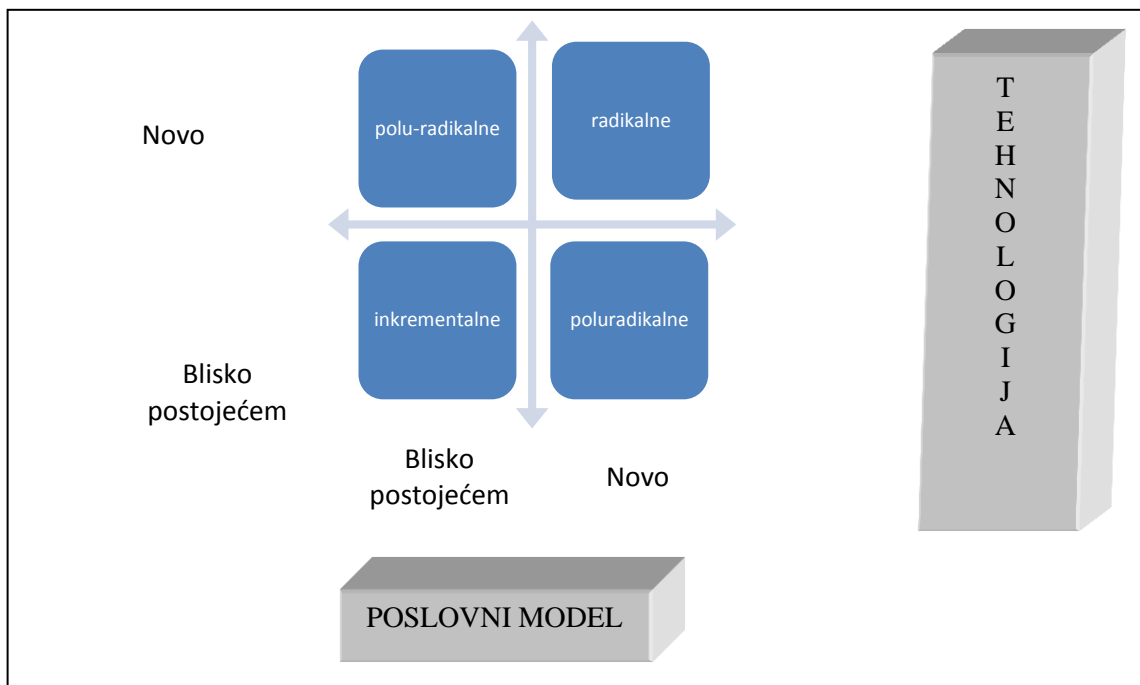 Novo
polu-radikalne
radikalne
inkrementalne
poluradikalne
Blisko
postojećem
Blisko
postojećem
Novo
POSLOVNI MODEL
T
E
H
N
O
L
O
G
I
J
A